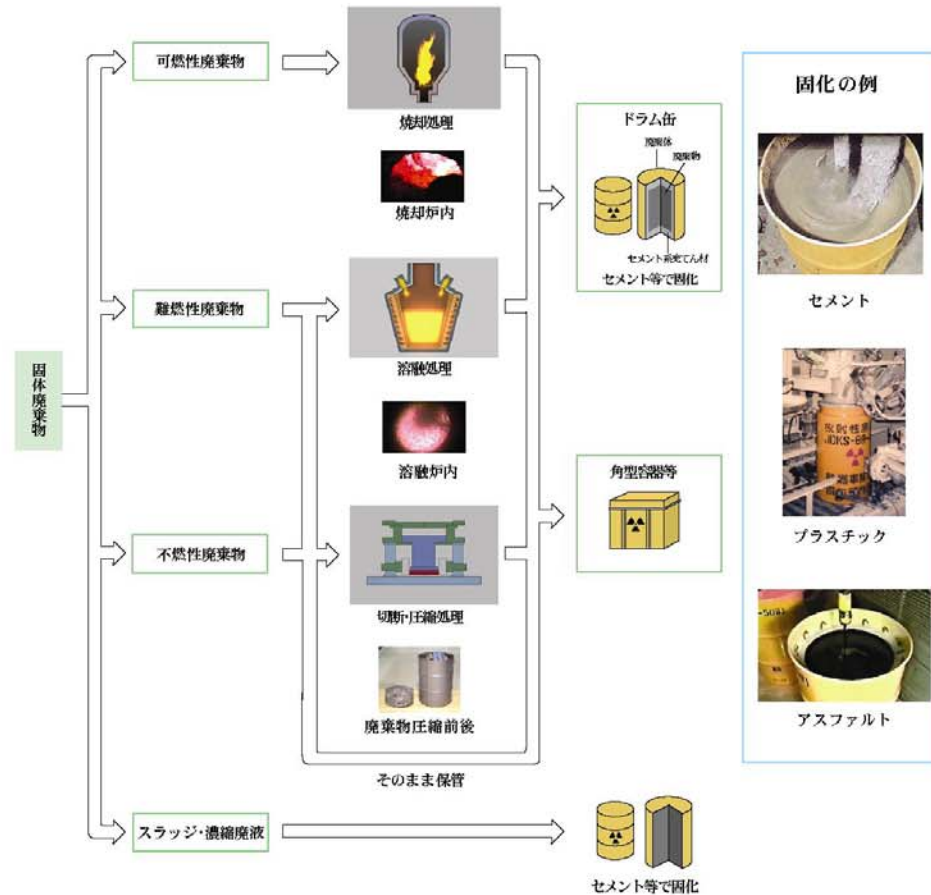 固体廃棄物
可燃性廃棄物
焼却処理
焼却炉内
難燃性廃棄物
溶融処理
溶融炉内
不燃性廃棄物
切断・圧縮処理
廃棄物圧縮前後
そのまま保管
スラッジ・濃縮廃液
ドラム缶
廃棄体
廃棄物
セメント系充てん材
セメント等で固化
角型容器等
セメント等で固化
固化の例
セメント
プラスチック
アスファルト